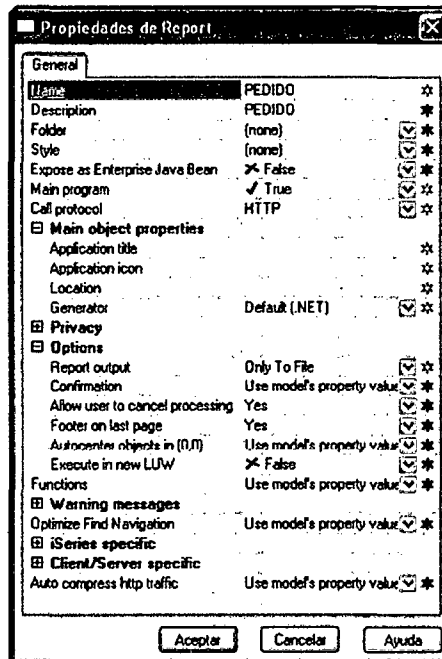 Propiedades de Report
General
Name PEDIDO
Description PEDIDO
Folder (none)
Style (none)
Expose as Enterprise Java Bean False
Main program True
Call protocol HTTP
Main object properties
Application title
Application icon
Location
Generator Default (.NET)
Privacy
Options
Report output Only To File
Confirmation Use model's property value
Allow user to cancel processing Yes
Footer on last page Yes
Autocenter objects in (0,0) Use model's property value
Execute in new LUW False
Functions Use model's property value
Warning messages
Optimize Find Navigation Use model's property value
iSeries specific
Client/Server specific
Auto compress http traffic Use model's property value
Aceptar Cancelar Ayuda